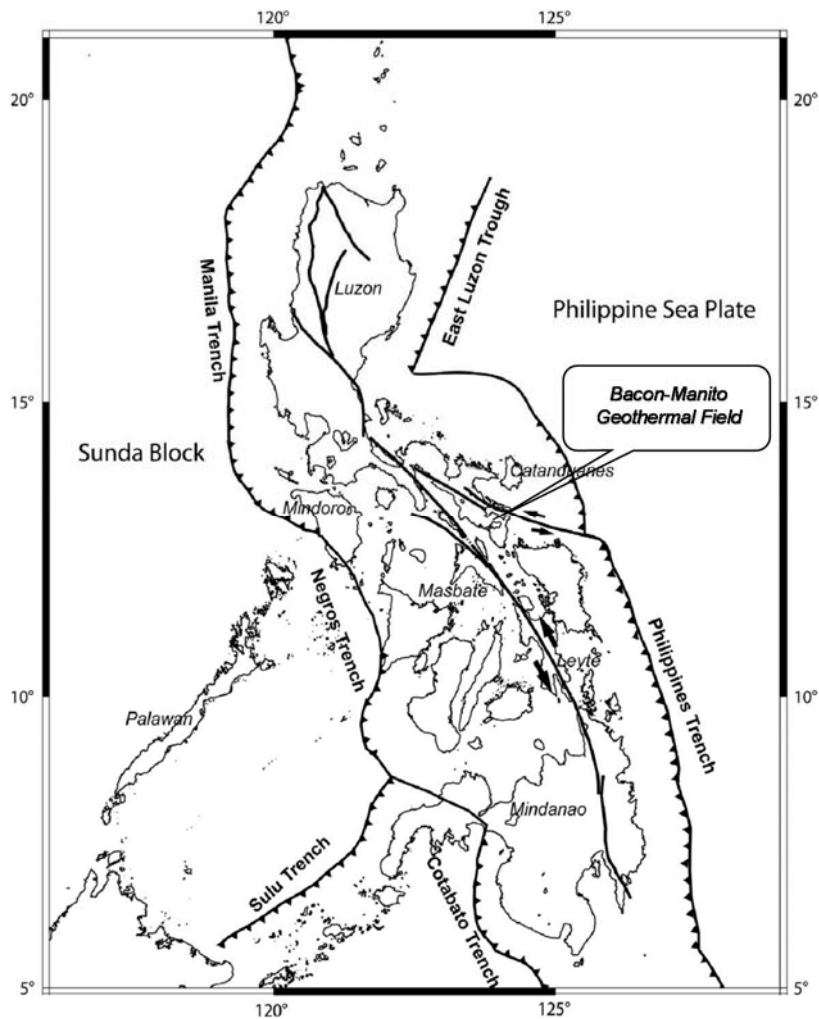 120°
125°
20°
20°
East Luzon Trough
Manila Trench
Luzon
Philippine Sea Plate
Bacon-Manito
Geothermal Field
15°
15°
Sunda Block
Catanduanes
Mindoro
Negros Trench
Masbate
Leyte
Philippines Trench
10°
10°
Palawan
Mindanao
Sulu Trench
Cotabato Trench
5°
5°
120°
125°